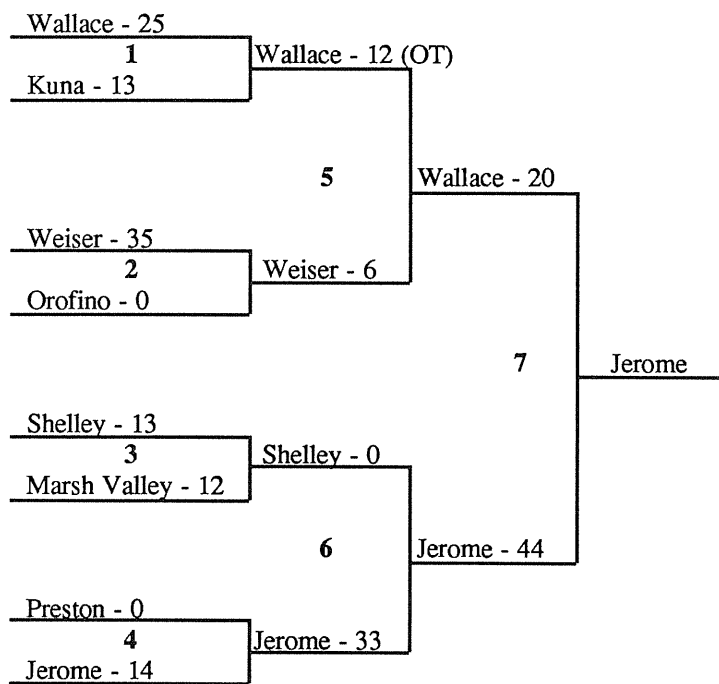 Wallace - 25
1
Wallace - 12 (OT)
Kuna - 13
5
Wallace - 20
Weiser - 35
2
Weiser - 6
Orofino - 0
7
Jerome
Shelley - 13
3
Shelley - 0
Marsh Valley - 12
6
Jerome - 44
Preston - 0
4
Jerome - 33
Jerome - 14